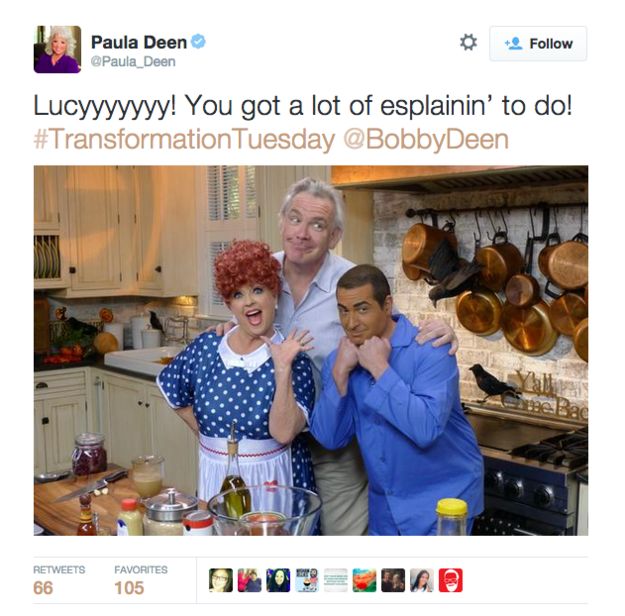 Paula Deen
@Paula_Deen
Follow
Lucyyyyyyy! You got a lot of esplainin' to do!
#TransformationTuesday @BobbyDeen
Y'all
Come Back
RETWEETS
FAVORITES
66
105